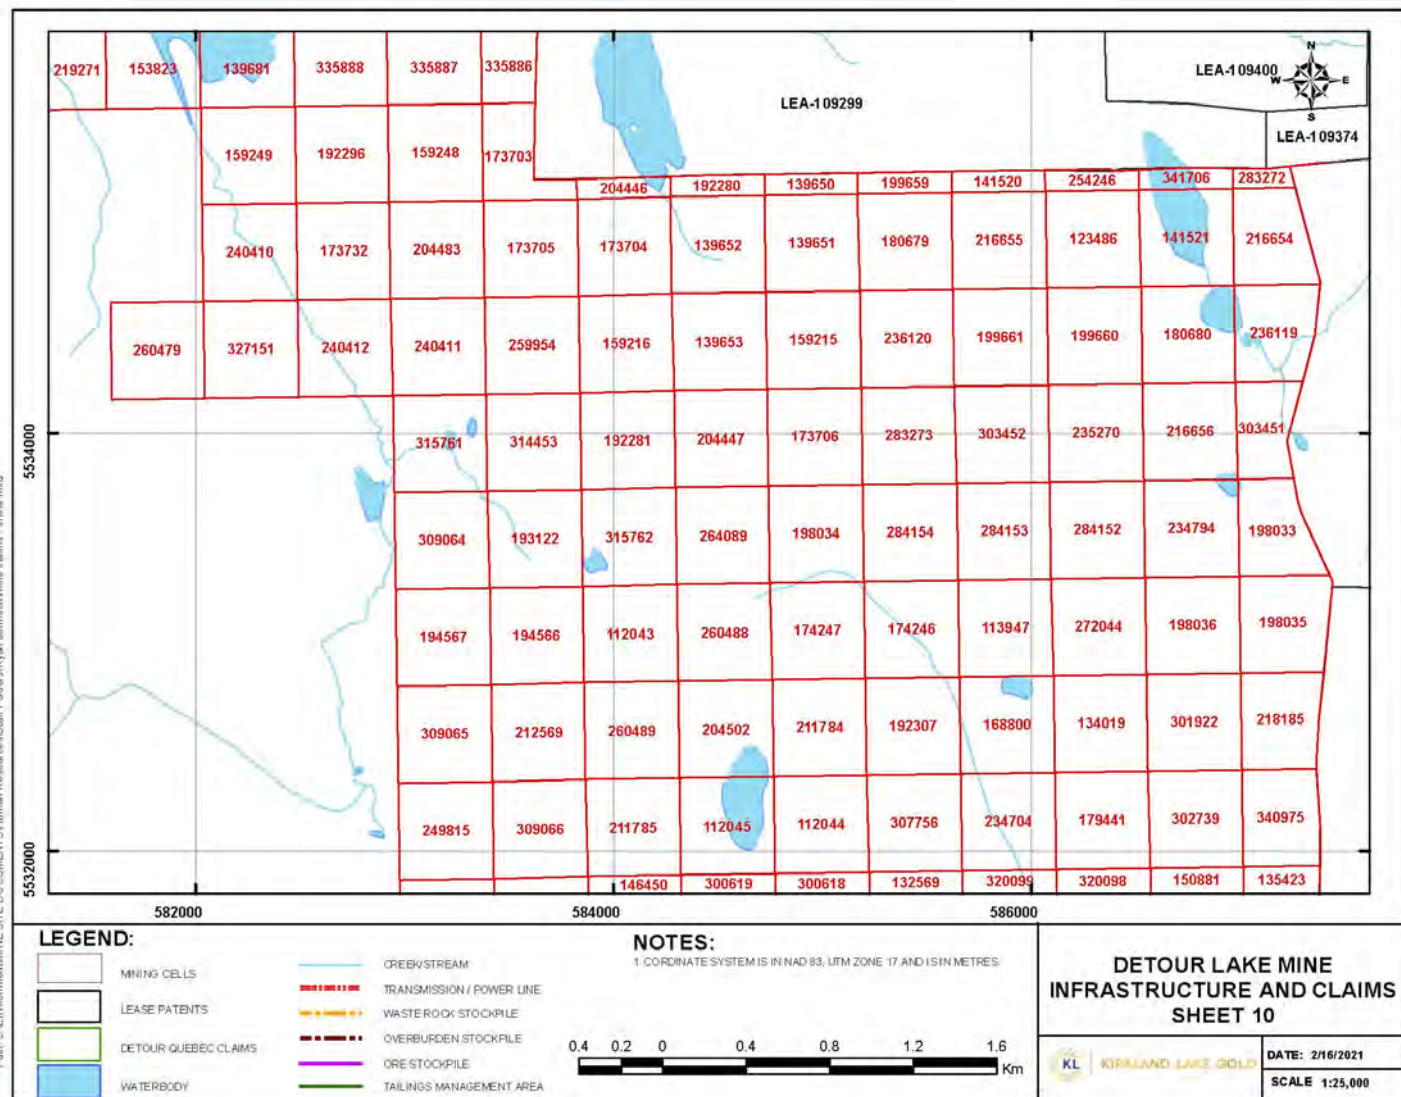 219271 153823 139681 335888 335887 335886
LEA-109299
LEA-109400
N
W E
S
LEA-109374
159249 192296 159248 173703
204446 192280 139650 199659 141520 254246 341706 283272
240410 173732 204483 173705 173704 139652 139651 180679 216655 123486 141521 216654
260479 327151 240412 240411 259954 159216 139653 159215 236120 199661 199660 180680 236119
5534000
315761 314453 192281 204447 173706 283273 303452 235270 216656 303451
309064 193122 315762 264089 198034 284154 284153 284152 234794 198033
194567 194566 112043 260488 174247 174246 113947 272044 198036 198035
309065 212569 260489 204502 211784 192307 168800 134019 301922 218185
249815 309066 211785 112045 112044 307756 234704 179441 302739 340975
5532000
146450 300619 300618 132569 320099 320098 150881 135423
582000 584000 586000
LEGEND:
MINING CELLS
LEASE PATENTS
DETOUR QUEBEC CLAIMS
WATERBODY
CREEK/STREAM
TRANSMISSION / POWER LINE
WASTE ROCK STOCKPILE
OVERBURDEN STOCKPILE
ORE STOCKPILE
TAILINGS MANAGEMENT AREA
NOTES:
1. CORDINATE SYSTEM IS IN NAD 83, UTM ZONE 17 AND IS IN METRES
0.4 0.2 0 0.4 0.8 1.2 1.6
Km
DETOUR LAKE MINE
INFRASTRUCTURE AND CLAIMS
SHEET 10
KL KIRKLAND LAKE GOLD
DATE: 2/16/2021
SCALE 1:25,000